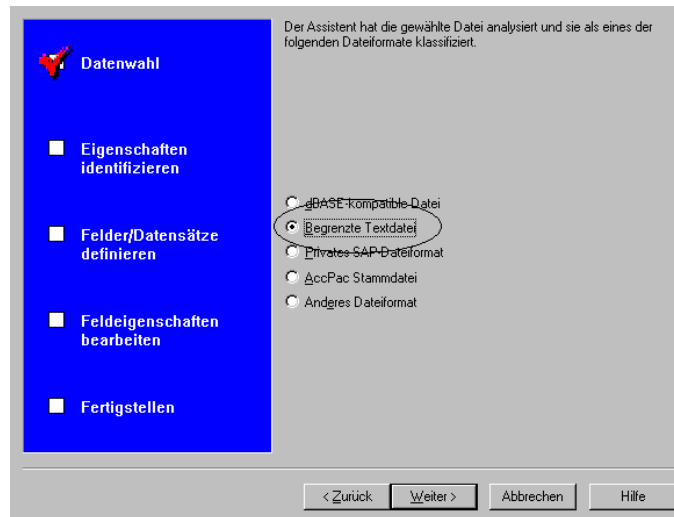 Der Assistent hat die gewählte Datei analysiert und sie als eines der
folgenden Dateiformate klassifiziert.
Datenwahl
Eigenschaften
identifizieren
Felder/Datensätze
definieren
Feldeigenschaften
bearbeiten
Fertigstellen
dBASE-kompatible Datei
Begrenzte Textdatei
Privates SAP-Dateiformat
AccPac Stammdatei
Anderes Dateiformat
< Zurück
Weiter >
Abbrechen
Hilfe